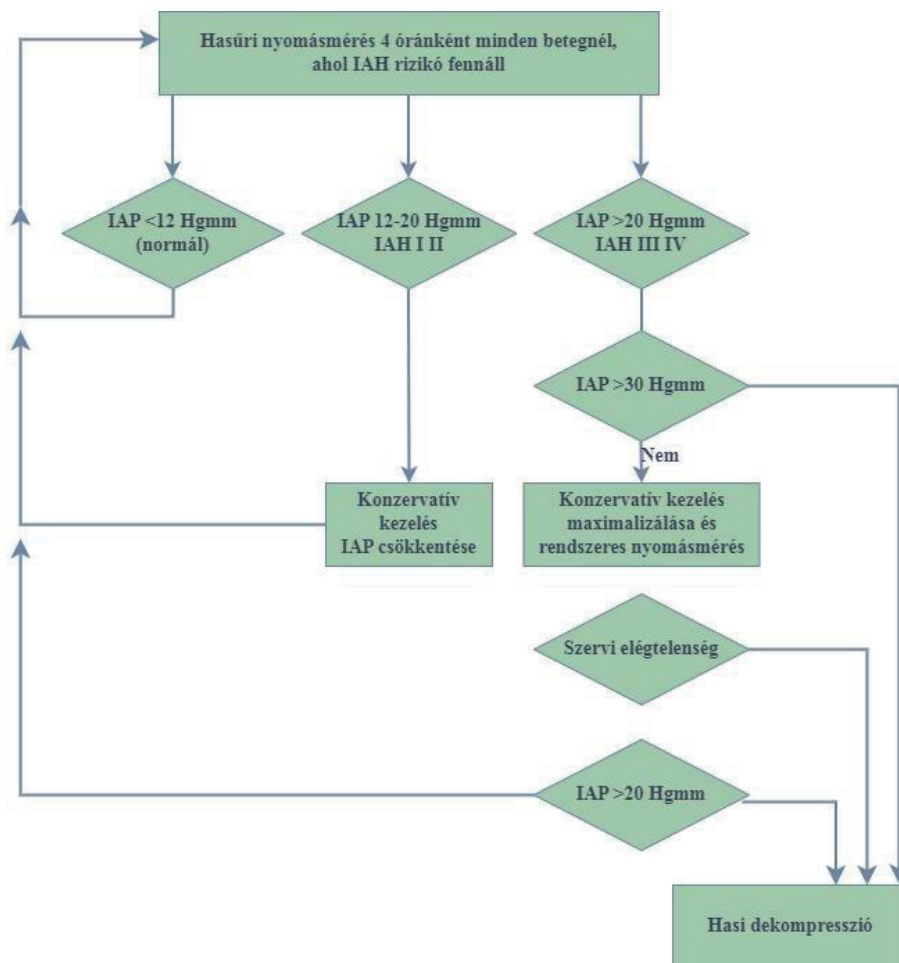 Hasűri nyomásmérés 4 óránként minden betegnél,
ahol IAH rizikó fennáll
IAP <12 Hgmm
(normál)
IAP 12-20 Hgmm
IAH I II
IAP >20 Hgmm
IAH III IV
IAP >30 Hgmm
Nem
Konzervatív
kezelés
IAP csökkentése
Konzervatív kezelés
maximalizálása és
rendszeres nyomásmérés
Szervi elégtelenség
IAP >20 Hgmm
Hasi dekompresszió